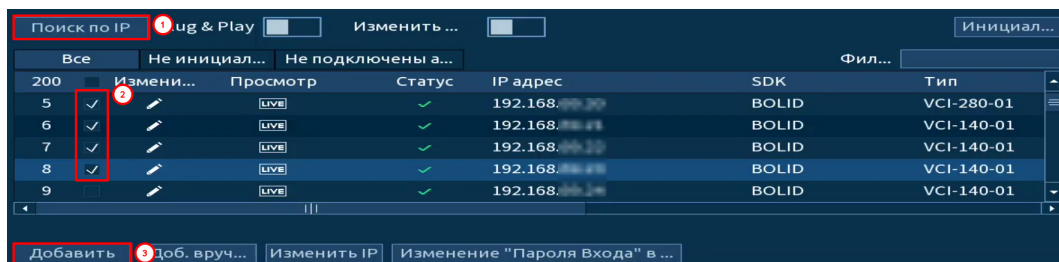 Поиск по IP 1 lug & Play Изменить ... Инициал...
Все Не инициал... Не подключены а... Фил...
200 Измени... Просмотр Статус IP адрес SDK Тип
2
5 LIVE 192.168. BOLID VCI-280-01
6 LIVE 192.168. BOLID VCI-140-01
7 LIVE 192.168. BOLID VCI-140-01
8 LIVE 192.168. BOLID VCI-140-01
9 LIVE 192.168. BOLID VCI-140-01
Добавить 3 Доб. вруч... Изменить IP Изменение "Пароля Входа" в ...